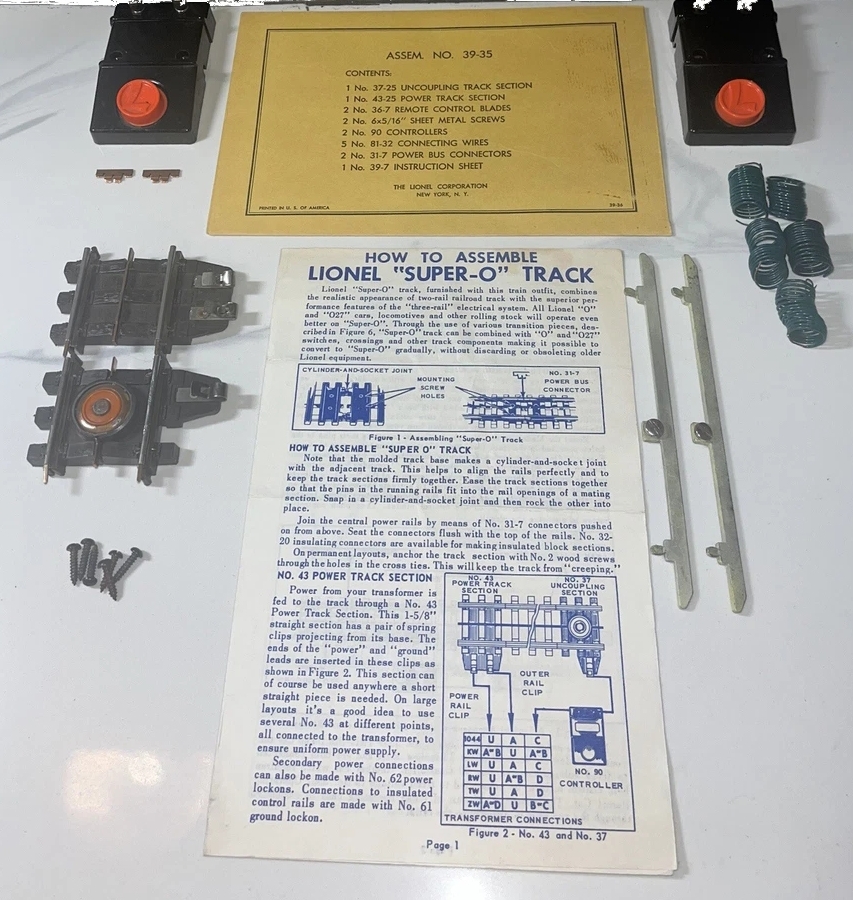 ASSEM. NO. 39-35
CONTENTS:
1 No. 37-25 UNCOUPLING TRACK SECTION
1 No. 43-25 POWER TRACK SECTION
2 No. 36-7 REMOTE CONTROL BLADES
2 No. 6x5/16" SHEET METAL SCREWS
2 No. 90 CONTROLLERS
5 No. 81-32 CONNECTING WIRES
2 No. 31-7 POWER BUS CONNECTORS
1 No. 39-7 INSTRUCTION SHEET
THE LIONEL CORPORATION
NEW YORK, N. Y.
PRINTED IN U. S. OF AMERICA
39-36
HOW TO ASSEMBLE
LIONEL "SUPER-O" TRACK
Lionel "Super-O" track, furnished with this train outfit, combines
the realistic appearance of two-rail railroad track with the superior per-
formance features of the "three-rail" electrical system. All Lionel "O"
and "O27" cars, locomotives and other rolling stock will operate even
better on "Super-O". Through the use of various transition pieces, des-
cribed in Figure 6, "Super-O" track can be combined with "O" and "O27"
switches, crossings and other track components making it possible to
convert to "Super-O" gradually, without discarding or obsoleting older
Lionel equipment.
CYLINDER-AND-SOCKET JOINT
MOUNTING
SCREW
HOLES
NO. 31-7
POWER BUS
CONNECTOR
Figure 1 - Assembling "Super-O" Track
HOW TO ASSEMBLE "SUPER O" TRACK
Note that the molded track base makes a cylinder-and-socket joint
with the adjacent track. This helps to align the rails perfectly and to
keep the track sections firmly together. Ease the track sections together
so that the pins in the running rails fit into the rail openings of a mating
section. Snap in a cylinder-and-socket joint and then rock the other into
place.
Join the central power rails by means of No. 31-7 connectors pushed
on from above. Seat the connectors flush with the top of the rails. No. 32-
20 insulating connectors are available for making insulated block sections.
On permanent layouts, anchor the track section with No. 2 wood screws
through the holes in the cross ties. This will keep the track from "creeping."
NO. 43 POWER TRACK SECTION
Power from your transformer is
fed to the track through a No. 43
Power Track Section. This 1-5/8"
straight section has a pair of spring
clips projecting from its base. The
ends of the "power" and "ground"
leads are inserted in these clips as
shown in Figure 2. This section can
of course be used anywhere a short
straight piece is needed. On large
layouts it's a good idea to use
several No. 43 at different points,
all connected to the transformer, to
ensure uniform power supply.
Secondary power connections
can also be made with No. 62 power
lockons. Connections to insulated
control rails are made with No. 61
ground lockon.
NO. 43
POWER TRACK
SECTION
NO. 37
UNCOUPLING
SECTION
OUTER
RAIL
CLIP
POWER
RAIL
CLIP
NO. 90
CONTROLLER
1044 U A C
KW A or B U A or B
LW U A C
RW U A or B D
TW U A D
ZW A or D U B or C
TRANSFORMER CONNECTIONS
Figure 2 - No. 43 and No. 37
Page 1